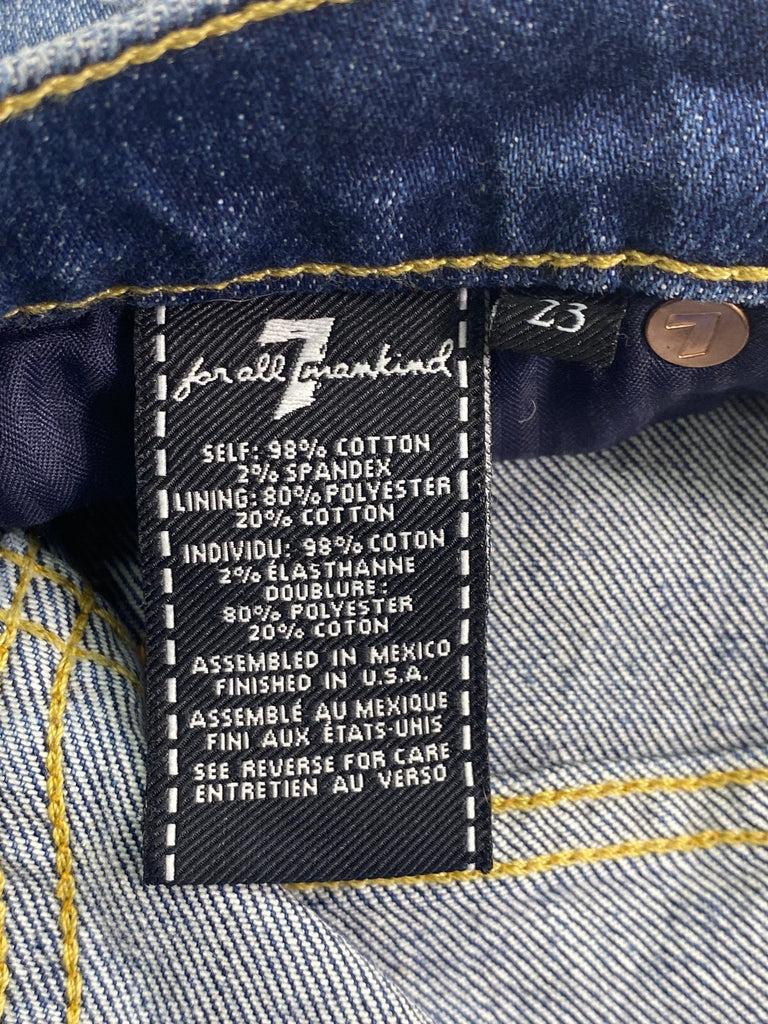 for all 7 mankind
23
7
SELF: 98% COTTON
2% SPANDEX
LINING: 80% POLYESTER
20% COTTON
INDIVIDU: 98% COTON
2% ÉLASTHANNE
DOUBLURE:
80% POLYESTER
20% COTON
ASSEMBLED IN MEXICO
FINISHED IN U.S.A.
ASSEMBLÉ AU MEXIQUE
FINI AUX ÉTATS-UNIS
SEE REVERSE FOR CARE
ENTRETIEN AU VERSO